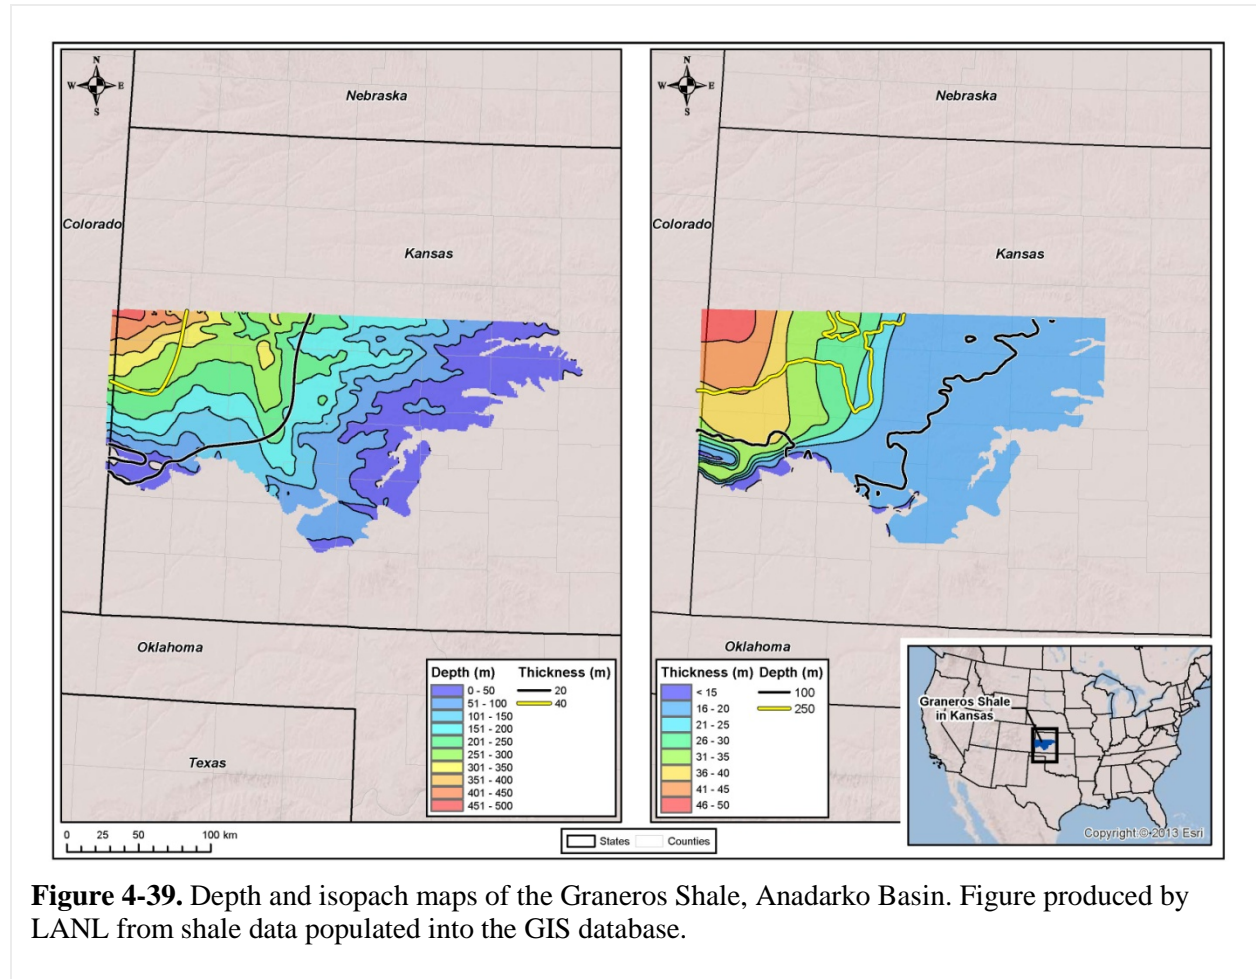 N
W E
S
Nebraska
Colorado
Kansas
Oklahoma
Texas
Depth (m) Thickness (m)
0 - 50 20
51 - 100 40
101 - 150
151 - 200
201 - 250
251 - 300
301 - 350
351 - 400
401 - 450
451 - 500
0 25 50 100 km
N
W E
S
Nebraska
Colorado
Kansas
Oklahoma
Thickness (m) Depth (m)
< 15 100
16 - 20 250
21 - 25
26 - 30
31 - 35
36 - 40
41 - 45
46 - 50
Graneros Shale
in Kansas
Copyright:© 2013 Esri
States Counties
Figure 4-39. Depth and isopach maps of the Graneros Shale, Anadarko Basin. Figure produced by
LANL from shale data populated into the GIS database.